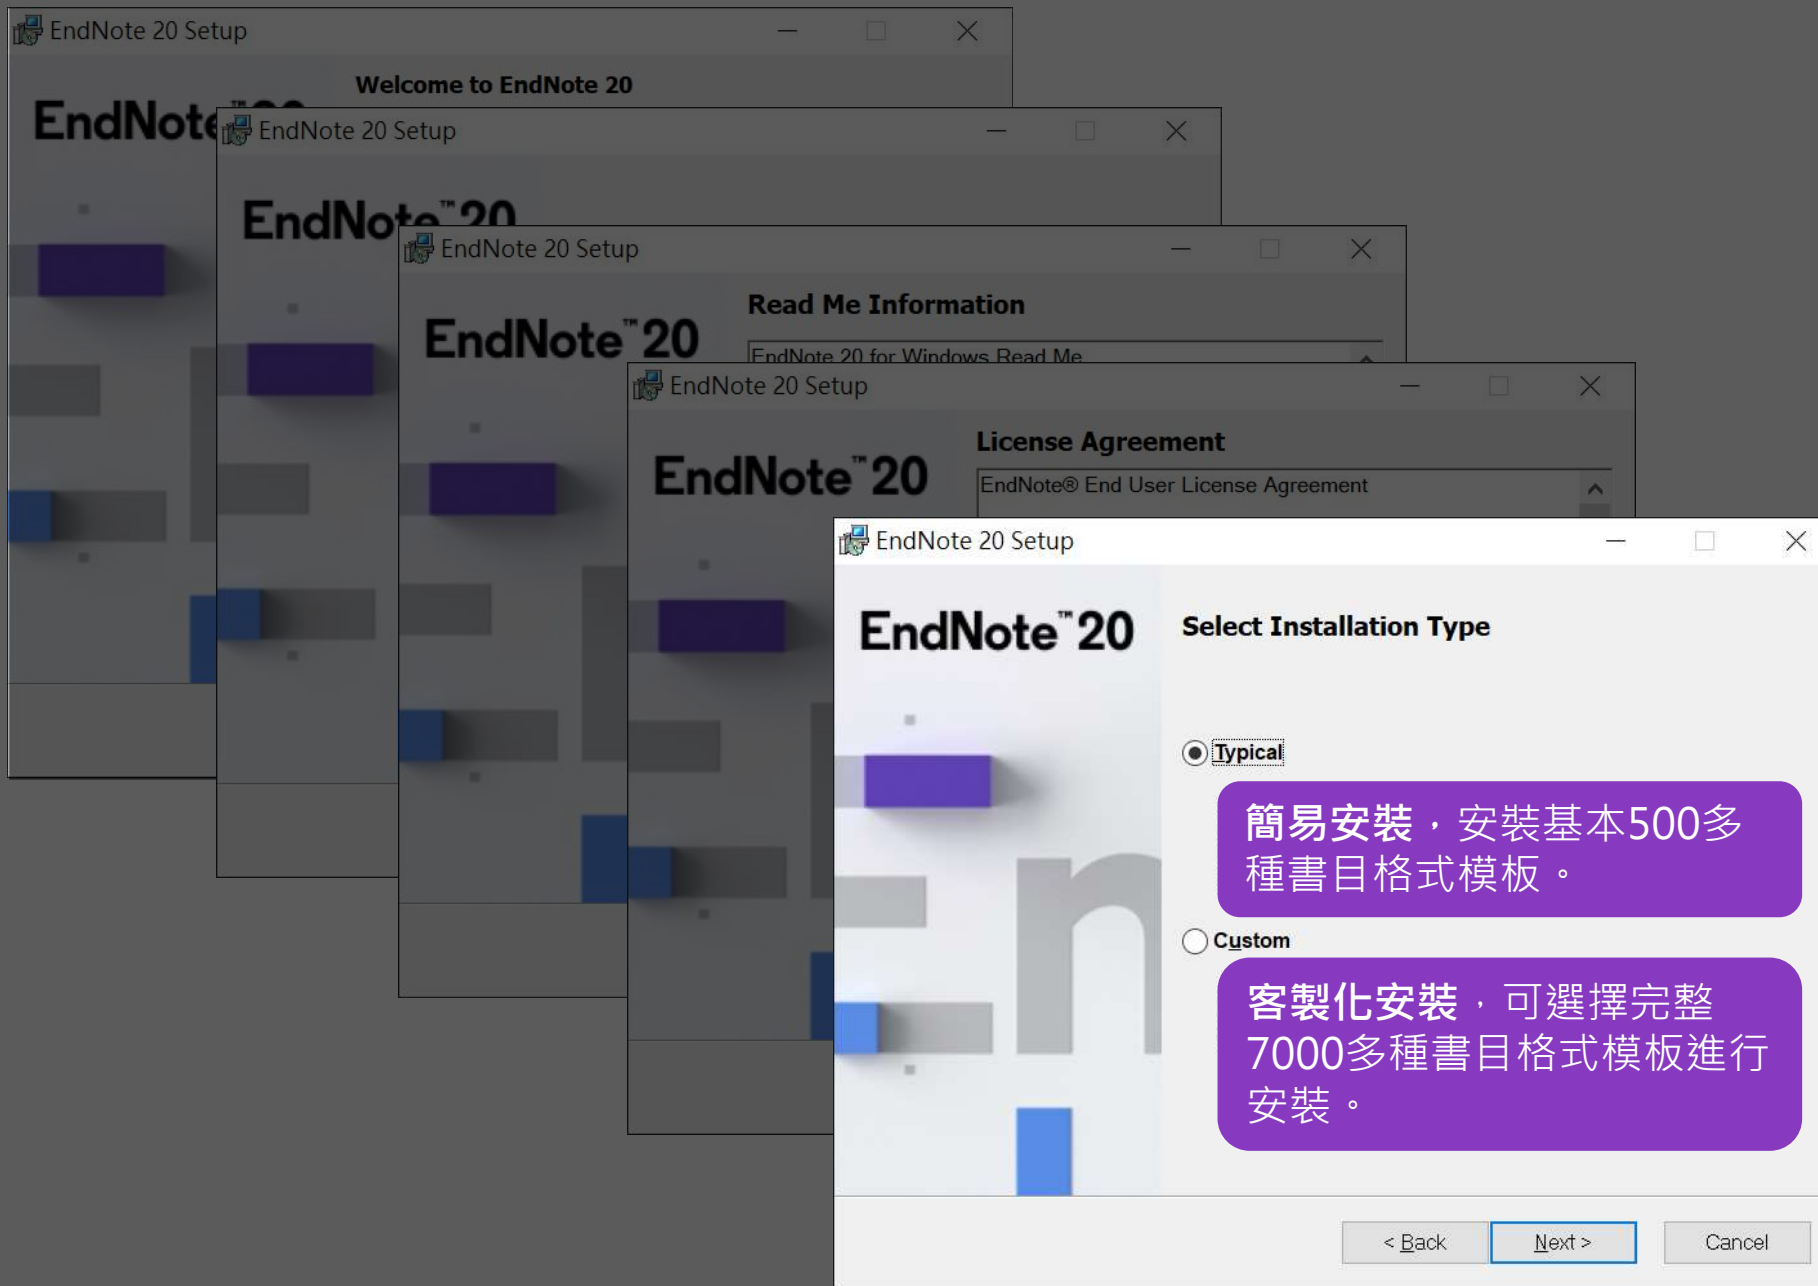 EndNote 20 Setup
Welcome to EndNote 20
EndNote
EndNote 20 Setup
EndNote™20
EndNote 20 Setup
Read Me Information
EndNote™20
EndNote 20 for Windows Read Me
EndNote 20 Setup
License Agreement
EndNote™20
EndNote® End User License Agreement
EndNote 20 Setup
EndNote™20
Select Installation Type
Typical
簡易安裝，安裝基本500多
種書目格式模板。
Custom
客製化安裝，可選擇完整
7000多種書目格式模板進行
安裝。
En
< Back
Next >
Cancel